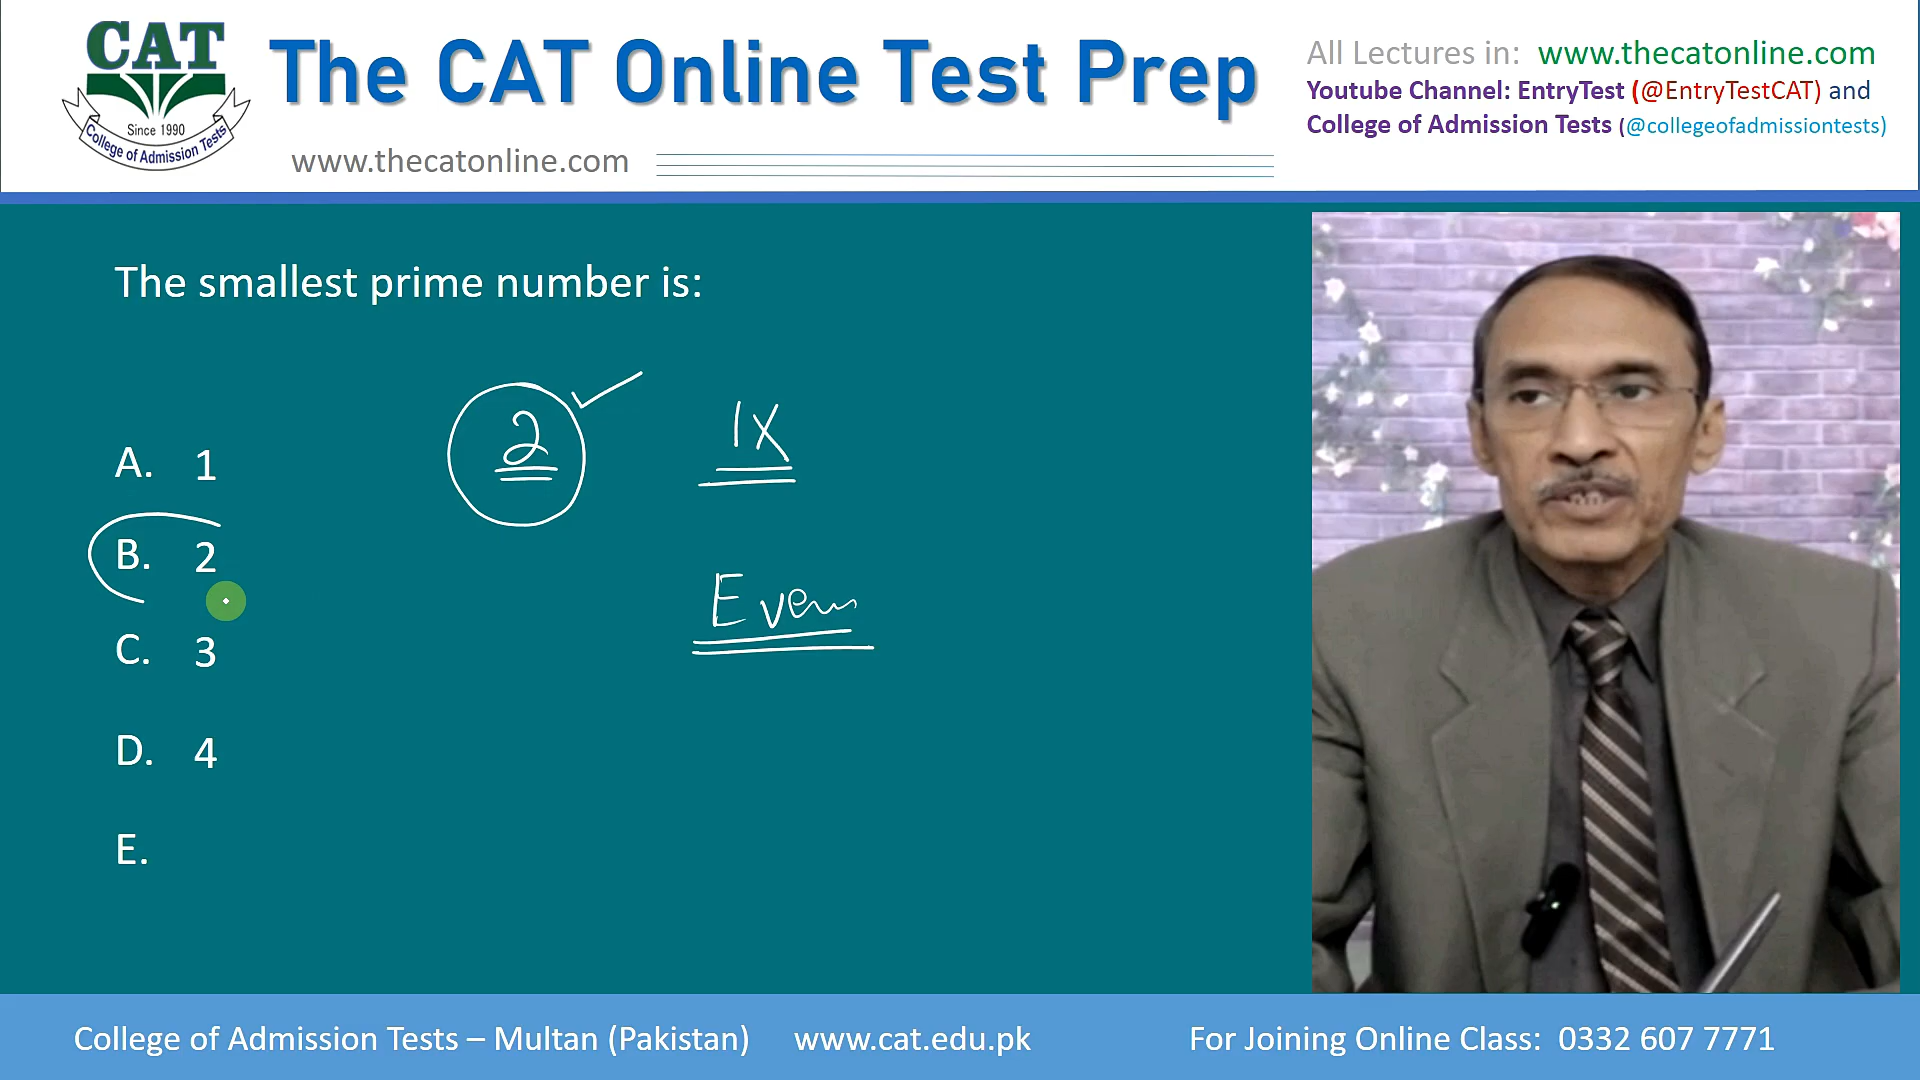 CAT
Since 1990
College of Admission Tests
The CAT Online Test Prep
www.thecatonline.com
All Lectures in: www.thecatonline.com
Youtube Channel: EntryTest (@EntryTestCAT) and
College of Admission Tests (@collegeofadmissiontests)
The smallest prime number is:
2 1X
A. 1
B. 2
Even
C. 3
D. 4
E.
College of Admission Tests – Multan (Pakistan) www.cat.edu.pk For Joining Online Class: 0332 607 7771